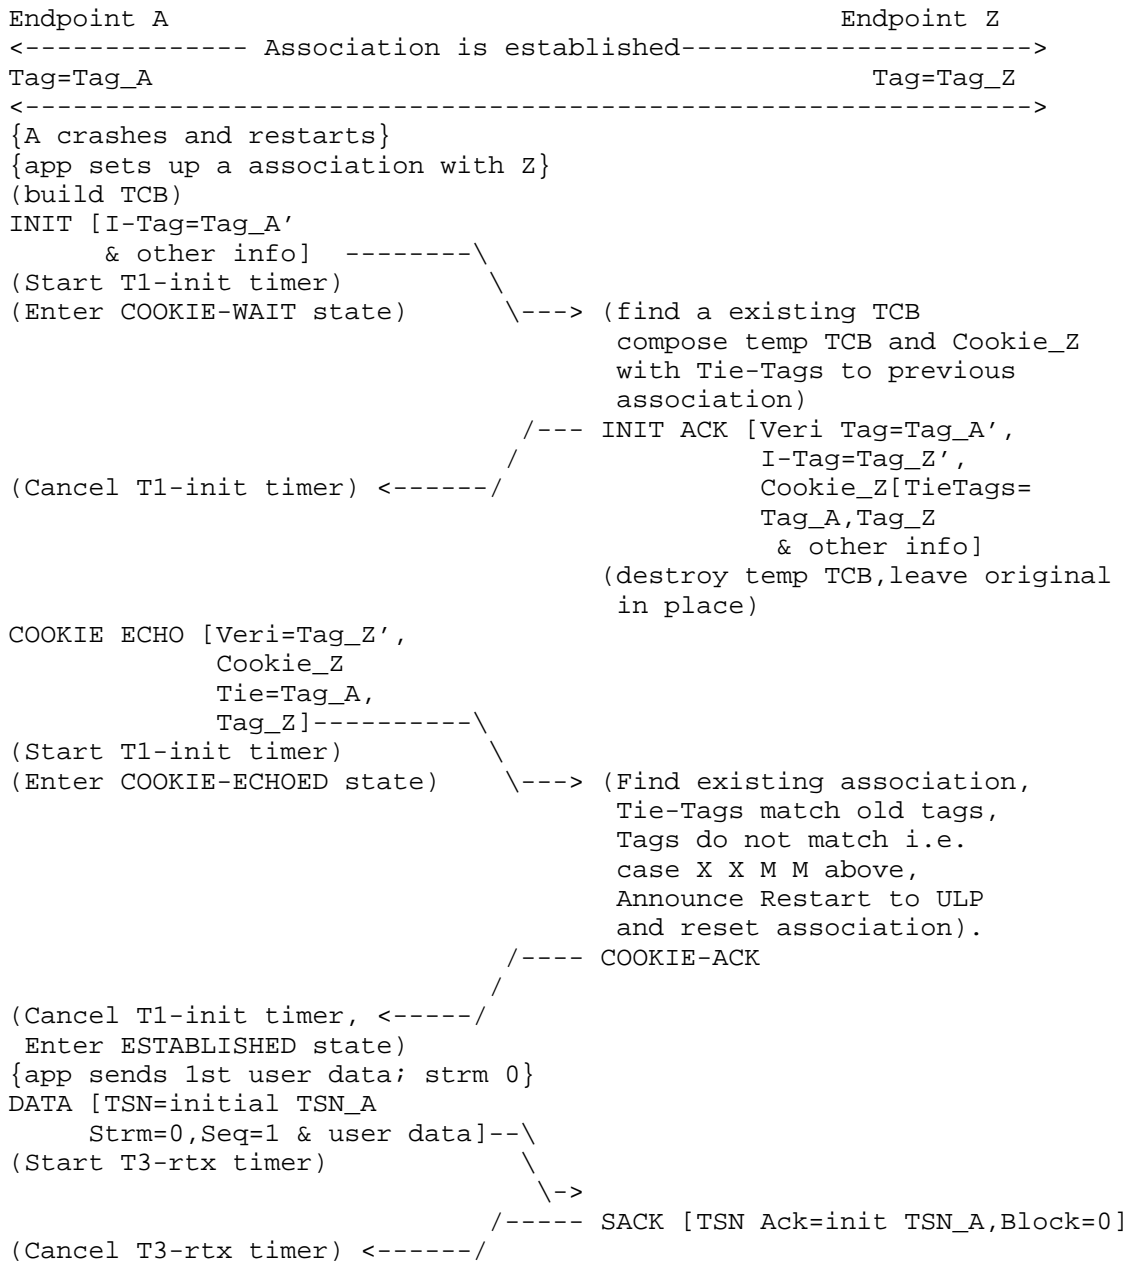 Endpoint A                                          Endpoint Z
<-------------- Association is established---------------------->
Tag=Tag_A                                             Tag=Tag_Z
<--------------------------------------------------------------->
{A crashes and restarts}
{app sets up a association with Z}
(build TCB)
INIT [I-Tag=Tag_A’
      & other info]  --------\
(Start T1-init timer)         \
(Enter COOKIE-WAIT state)      \---> (find a existing TCB
                                      compose temp TCB and Cookie_Z
                                      with Tie-Tags to previous
                                      association)
                                /--- INIT ACK [Veri Tag=Tag_A’,
                               /               I-Tag=Tag_Z’,
(Cancel T1-init timer) <------/                Cookie_Z[TieTags=
                                               Tag_A,Tag_Z
                                                & other info]
                                     (destroy temp TCB,leave original
                                      in place)
COOKIE ECHO [Veri=Tag_Z’,
             Cookie_Z
             Tie=Tag_A,
             Tag_Z]----------\
(Start T1-init timer)         \
(Enter COOKIE-ECHOED state)    \---> (Find existing association,
                                      Tie-Tags match old tags,
                                      Tags do not match i.e.
                                      case X X M M above,
                                      Announce Restart to ULP
                                      and reset association).
                               /---- COOKIE-ACK
                              /
(Cancel T1-init timer, <-----/
 Enter ESTABLISHED state)
{app sends 1st user data; strm 0}
DATA [TSN=initial TSN_A
     Strm=0,Seq=1 & user data]--\
(Start T3-rtx timer)            \
                                 \->
                              /----- SACK [TSN Ack=init TSN_A,Block=0]
(Cancel T3-rtx timer) <------/